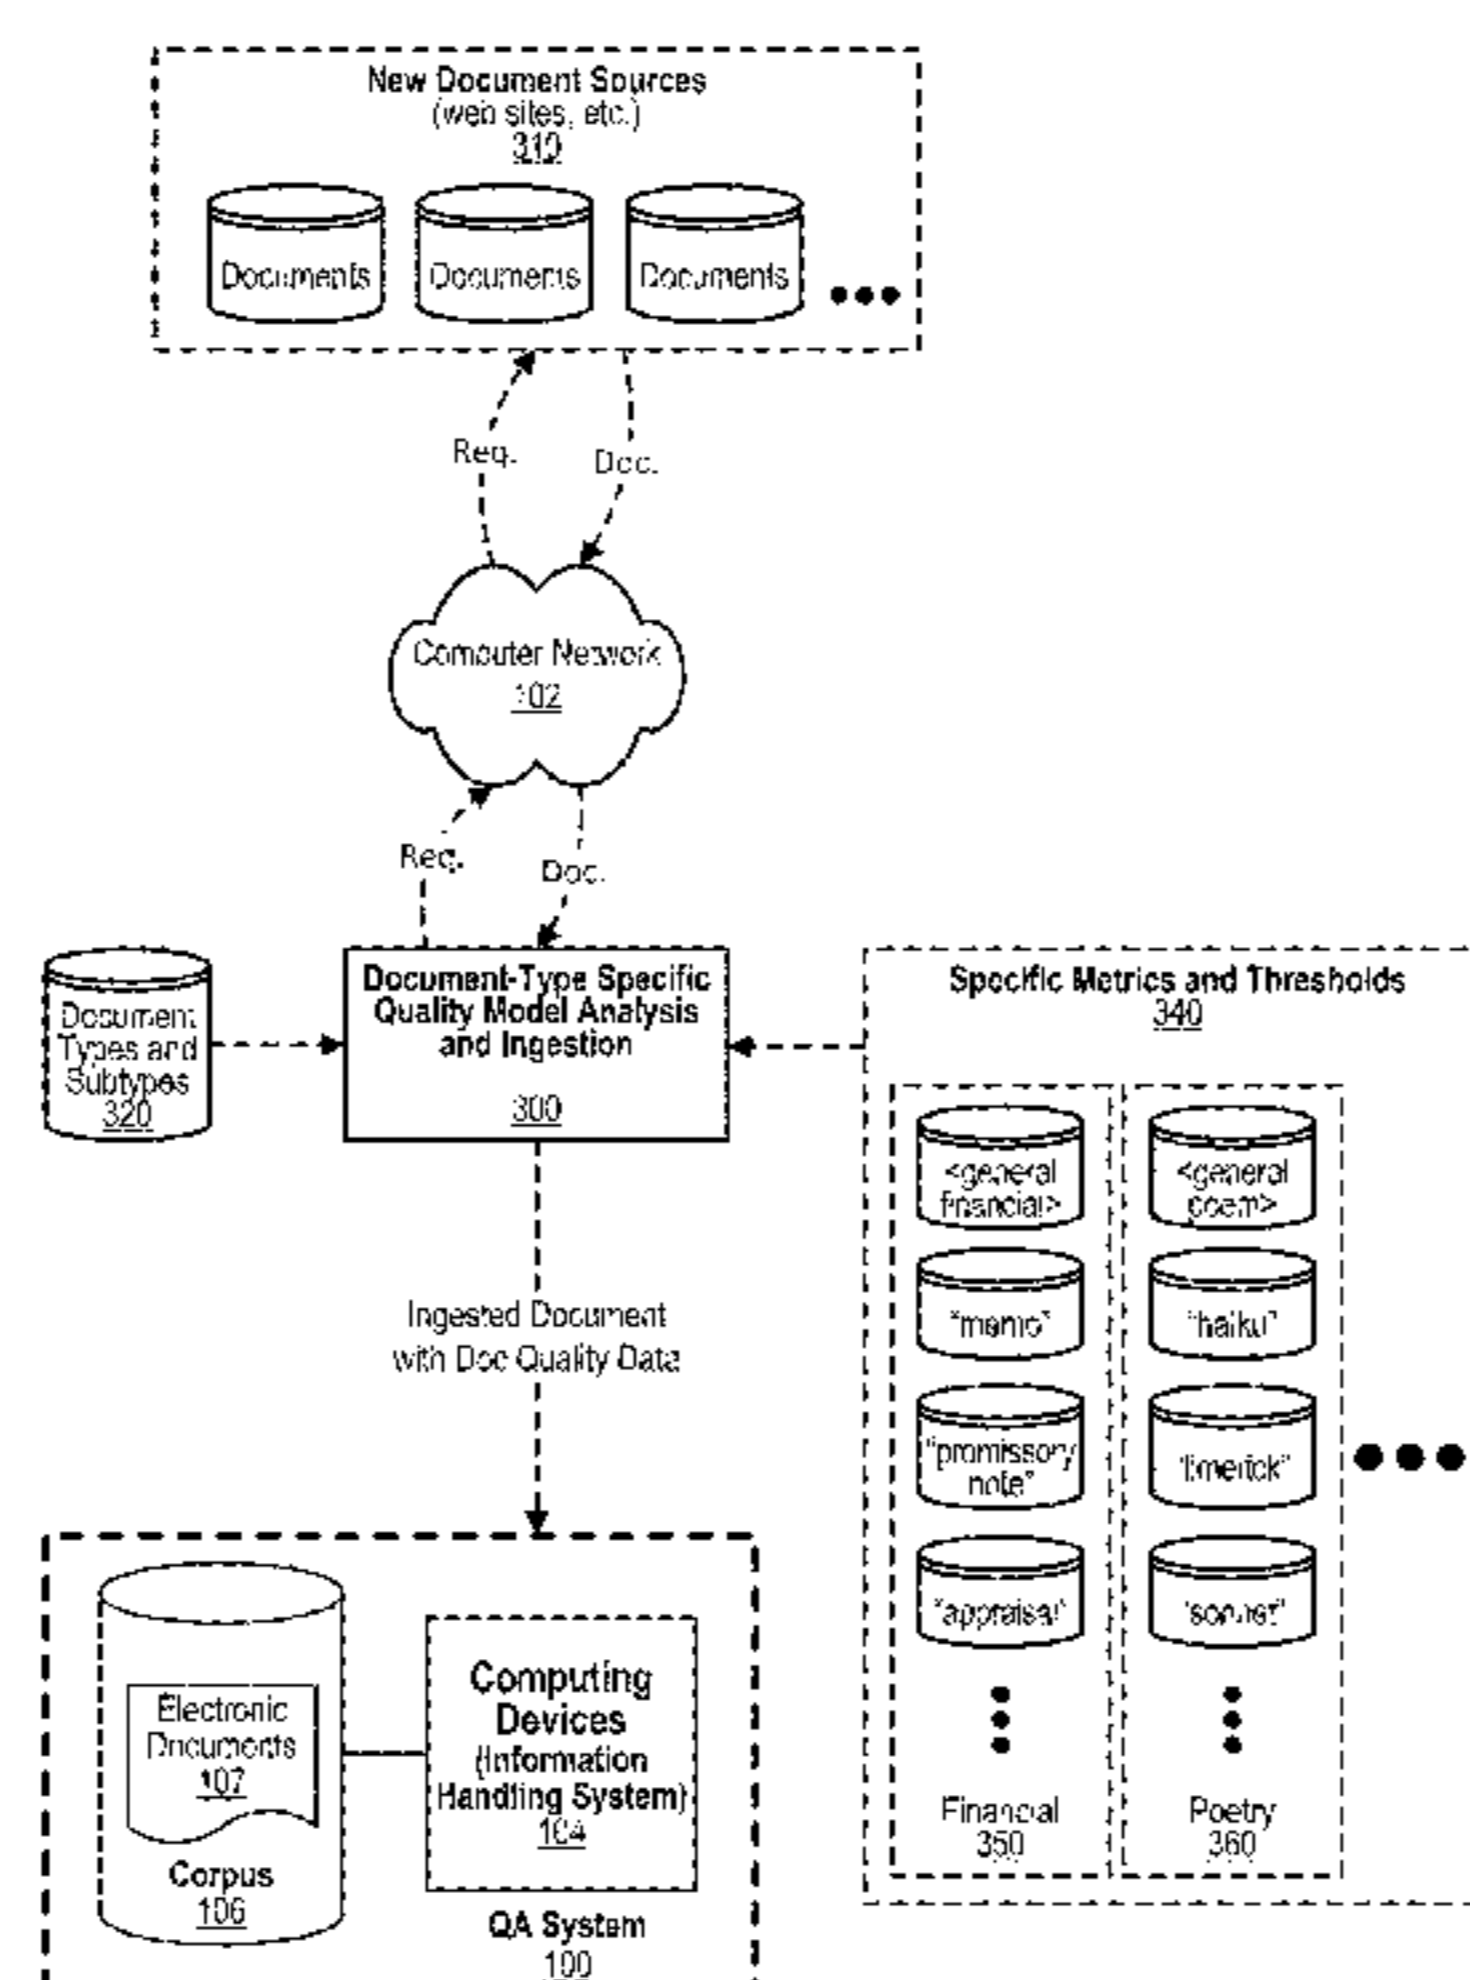 New Document Sources
(web sites, etc.)
310
Documents
Documents
Documents
Req.
Doc.
Computer Network
102
Req.
Doc.
Document
Types and
Subtypes
320
Document-Type Specific
Quality Model Analysis
and Ingestion
300
Specific Metrics and Thresholds
340
<general
financial>
<general
poem>
"memo"
"haiku"
"promissory
note"
"limerick"
"appraisal"
"sonnet"
Financial
350
Poetry
360
Ingested Document
with Doc Quality Data
Electronic
Documents
107
Corpus
106
Computing
Devices
(Information
Handling System)
104
QA System
100